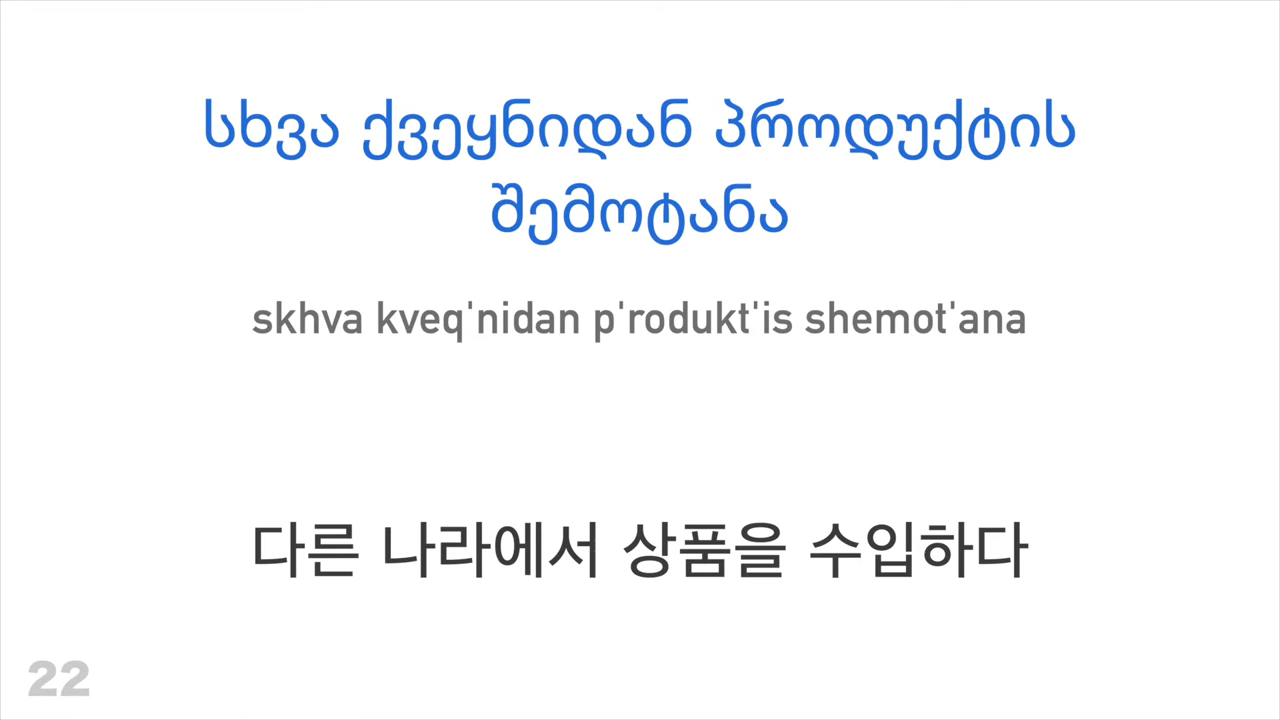 სხვა ქვეყნიდან პროდუქტის
შემოტანა
skhva kveq'nidan p'rodukt'is shemot'ana
다른 나라에서 상품을 수입하다
22